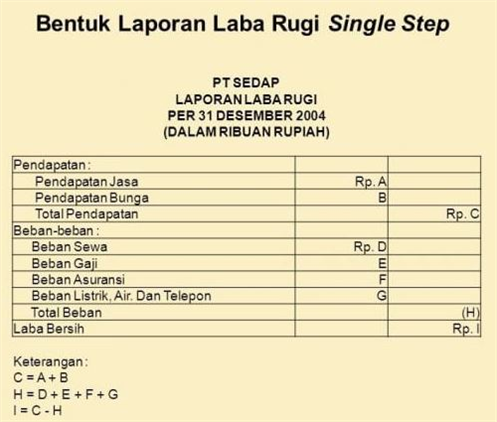 Bentuk Laporan Laba Rugi Single Step
PT SEDAP
LAPORAN LABA RUGI
PER 31 DESEMBER 2004
(DALAM RIBUAN RUPIAH)
Pendapatan :
Pendapatan Jasa Rp. A
Pendapatan Bunga B
Total Pendapatan Rp. C
Beban-beban :
Beban Sewa Rp. D
Beban Gaji E
Beban Asuransi F
Beban Listrik, Air. Dan Telepon G
Total Beban (H)
Laba Bersih Rp. I
Keterangan :
C = A + B
H = D + E + F + G
I = C - H